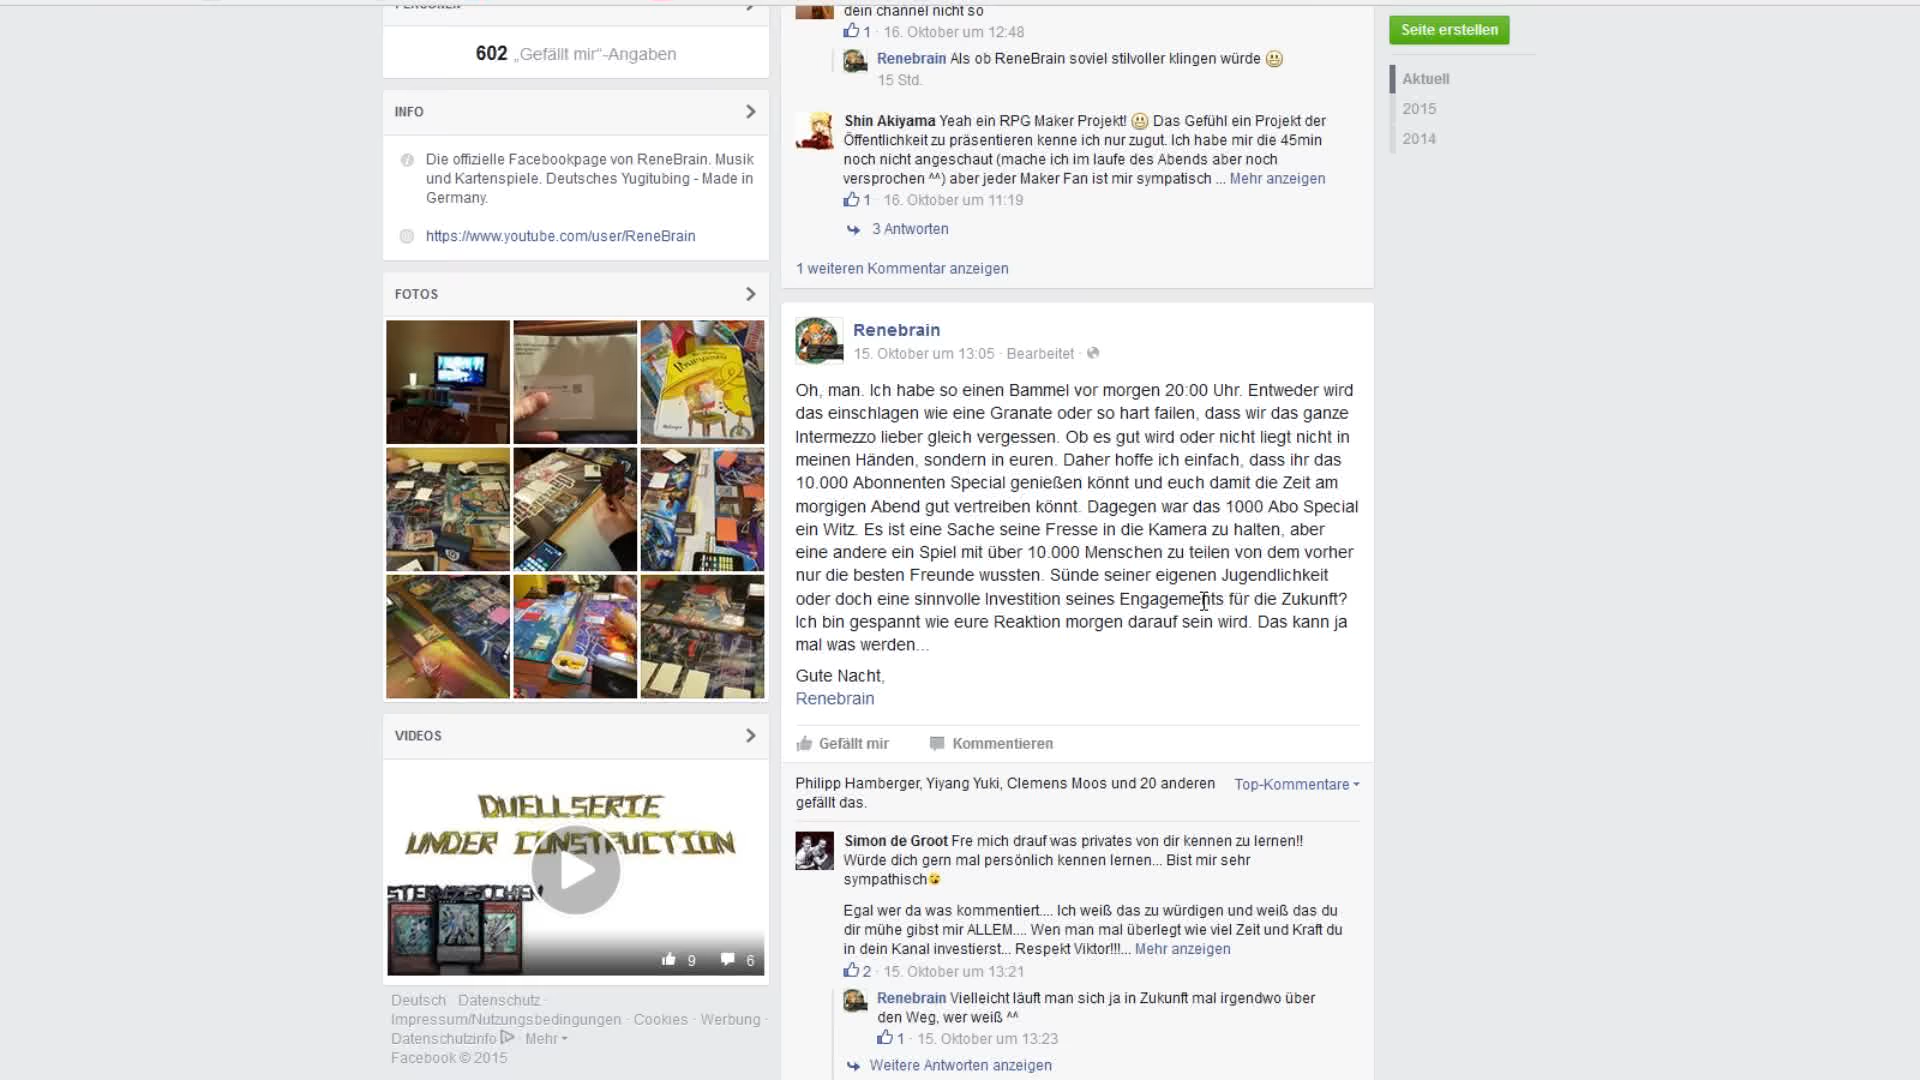 602 „Gefällt mir"-Angaben
INFO
Die offizielle Facebookpage von ReneBrain. Musik
und Kartenspiele. Deutsches Yugitubing - Made in
Germany.
https://www.youtube.com/user/ReneBrain
FOTOS
VIDEOS
DUELLSERIE
UNDER CONSTRUCTION
9
6
Deutsch · Datenschutz ·
Impressum/Nutzungsbedingungen · Cookies · Werbung ·
Datenschutzinfo · Mehr
Facebook © 2015
dein channel nicht so
1 · 16. Oktober um 12:48
Renebrain Als ob ReneBrain soviel stilvoller klingen würde
15 Std.
Shin Akiyama Yeah ein RPG Maker Projekt! Das Gefühl ein Projekt der
Öffentlichkeit zu präsentieren kenne ich nur zugut. Ich habe mir die 45min
noch nicht angeschaut (mache ich im laufe des Abends aber noch
versprochen ^^) aber jeder Maker Fan ist mir sympatisch ... Mehr anzeigen
1 · 16. Oktober um 11:19
3 Antworten
1 weiteren Kommentar anzeigen
Renebrain
15. Oktober um 13:05 · Bearbeitet ·
Oh, man. Ich habe so einen Bammel vor morgen 20:00 Uhr. Entweder wird
das einschlagen wie eine Granate oder so hart failen, dass wir das ganze
Intermezzo lieber gleich vergessen. Ob es gut wird oder nicht liegt nicht in
meinen Händen, sondern in euren. Daher hoffe ich einfach, dass ihr das
10.000 Abonnenten Special genießen könnt und euch damit die Zeit am
morgigen Abend gut vertreiben könnt. Dagegen war das 1000 Abo Special
ein Witz. Es ist eine Sache seine Fresse in die Kamera zu halten, aber
eine andere ein Spiel mit über 10.000 Menschen zu teilen von dem vorher
nur die besten Freunde wussten. Sünde seiner eigenen Jugendlichkeit
oder doch eine sinnvolle Investition seines Engagements für die Zukunft?
Ich bin gespannt wie eure Reaktion morgen darauf sein wird. Das kann ja
mal was werden...
Gute Nacht,
Renebrain
Gefällt mir
Kommentieren
Philipp Hamberger, Yiyang Yuki, Clemens Moos und 20 anderen
gefällt das.
Top-Kommentare
Simon de Groot Fre mich drauf was privates von dir kennen zu lernen!!
Würde dich gern mal persönlich kennen lernen... Bist mir sehr
sympathisch
Egal wer da was kommentiert.... Ich weiß das zu würdigen und weiß das du
dir mühe gibst mir ALLEM.... Wen man mal überlegt wie viel Zeit und Kraft du
in dein Kanal investierst... Respekt Viktor!!!... Mehr anzeigen
2 · 15. Oktober um 13:21
Renebrain Vielleicht läuft man sich ja in Zukunft mal irgendwo über
den Weg, wer weiß ^^
1 · 15. Oktober um 13:23
Weitere Antworten anzeigen
Seite erstellen
Aktuell
2015
2014